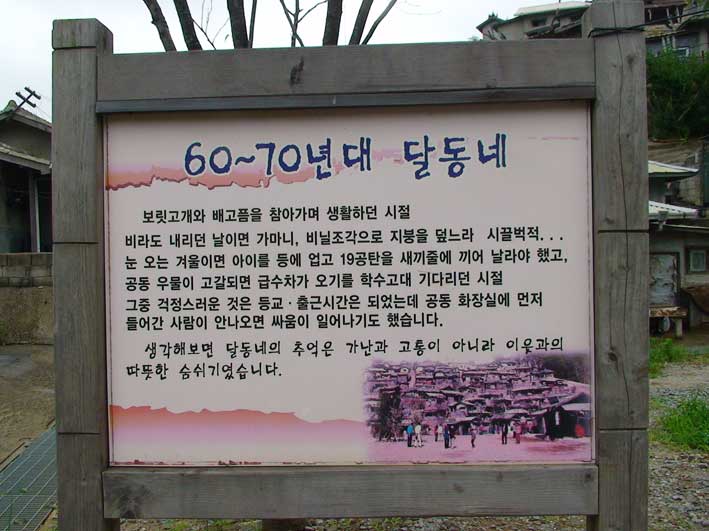 60~70년대 달동네
보릿고개와 배고픔을 참아가며 생활하던 시절
비라도 내리던 날이면 가마니, 비닐조각으로 지붕을 덮느라 시끌벅적...
눈 오는 겨울이면 아이를 등에 업고 19공탄을 새끼줄에 끼어 날라야 했고,
공동 우물이 고갈되면 급수차가 오기를 학수고대 기다리던 시절
그중 걱정스러운 것은 등교·출근시간은 되었는데 공동 화장실에 먼저
들어간 사람이 안나오면 싸움이 일어나기도 했습니다.
생각해보면 달동네의 추억은 가난과 고통이 아니라 이웃과의
따뜻한 숨쉬기였습니다.